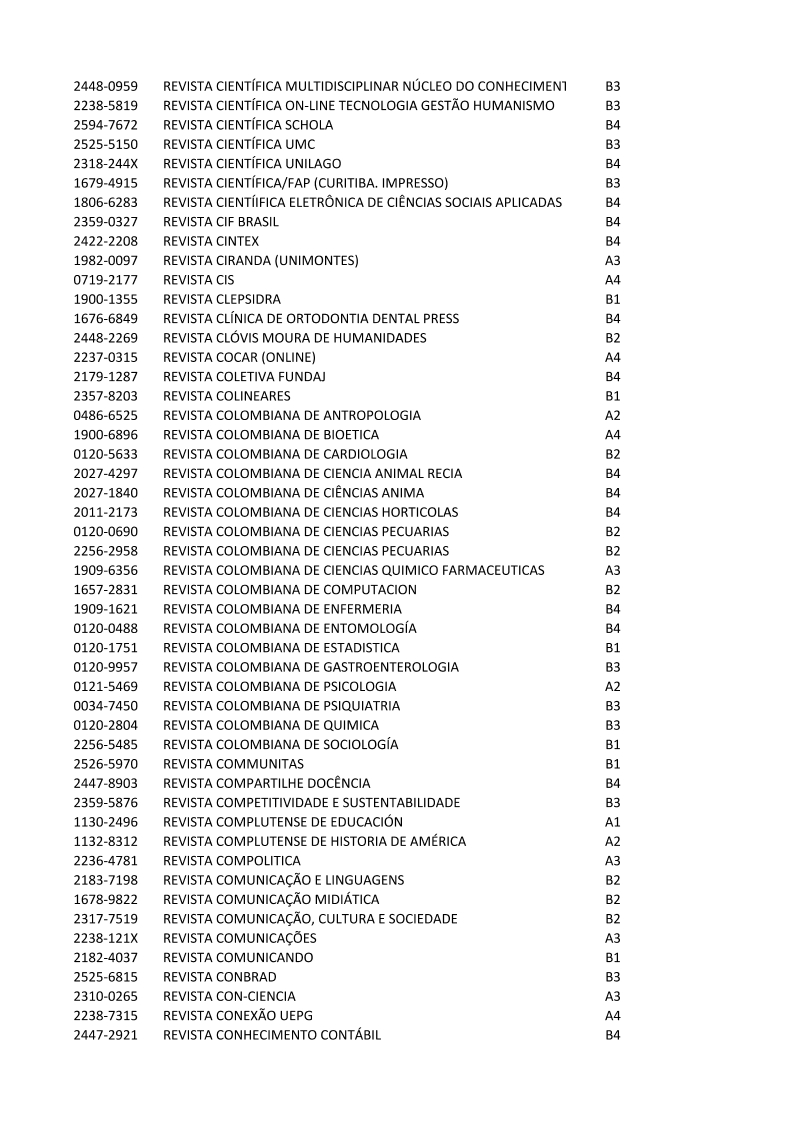 2448-0959 REVISTA CIENTÍFICA MULTIDISCIPLINAR NÚCLEO DO CONHECIMENT B3
2238-5819 REVISTA CIENTÍFICA ON-LINE TECNOLOGIA GESTÃO HUMANISMO B3
2594-7672 REVISTA CIENTÍFICA SCHOLA B4
2525-5150 REVISTA CIENTÍFICA UMC B3
2318-244X REVISTA CIENTÍFICA UNILAGO B4
1679-4915 REVISTA CIENTÍFICA/FAP (CURITIBA. IMPRESSO) B3
1806-6283 REVISTA CIENTÍIFICA ELETRÔNICA DE CIÊNCIAS SOCIAIS APLICADAS B4
2359-0327 REVISTA CIF BRASIL B4
2422-2208 REVISTA CINTEX B4
1982-0097 REVISTA CIRANDA (UNIMONTES) A3
0719-2177 REVISTA CIS A4
1900-1355 REVISTA CLEPSIDRA B1
1676-6849 REVISTA CLÍNICA DE ORTODONTIA DENTAL PRESS B4
2448-2269 REVISTA CLÓVIS MOURA DE HUMANIDADES B2
2237-0315 REVISTA COCAR (ONLINE) A4
2179-1287 REVISTA COLETIVA FUNDAJ B4
2357-8203 REVISTA COLINEARES B1
0486-6525 REVISTA COLOMBIANA DE ANTROPOLOGIA A2
1900-6896 REVISTA COLOMBIANA DE BIOETICA A4
0120-5633 REVISTA COLOMBIANA DE CARDIOLOGIA B2
2027-4297 REVISTA COLOMBIANA DE CIENCIA ANIMAL RECIA B4
2027-1840 REVISTA COLOMBIANA DE CIÊNCIAS ANIMA B4
2011-2173 REVISTA COLOMBIANA DE CIENCIAS HORTICOLAS B4
0120-0690 REVISTA COLOMBIANA DE CIENCIAS PECUARIAS B2
2256-2958 REVISTA COLOMBIANA DE CIENCIAS PECUARIAS B2
1909-6356 REVISTA COLOMBIANA DE CIENCIAS QUIMICO FARMACEUTICAS A3
1657-2831 REVISTA COLOMBIANA DE COMPUTACION B2
1909-1621 REVISTA COLOMBIANA DE ENFERMERIA B4
0120-0488 REVISTA COLOMBIANA DE ENTOMOLOGÍA B4
0120-1751 REVISTA COLOMBIANA DE ESTADISTICA B1
0120-9957 REVISTA COLOMBIANA DE GASTROENTEROLOGIA B3
0121-5469 REVISTA COLOMBIANA DE PSICOLOGIA A2
0034-7450 REVISTA COLOMBIANA DE PSIQUIATRIA B3
0120-2804 REVISTA COLOMBIANA DE QUIMICA B3
2256-5485 REVISTA COLOMBIANA DE SOCIOLOGÍA B1
2526-5970 REVISTA COMMUNITAS B1
2447-8903 REVISTA COMPARTILHE DOCÊNCIA B4
2359-5876 REVISTA COMPETITIVIDADE E SUSTENTABILIDADE B3
1130-2496 REVISTA COMPLUTENSE DE EDUCACIÓN A1
1132-8312 REVISTA COMPLUTENSE DE HISTORIA DE AMÉRICA A2
2236-4781 REVISTA COMPOLITICA A3
2183-7198 REVISTA COMUNICAÇÃO E LINGUAGENS B2
1678-9822 REVISTA COMUNICAÇÃO MIDIÁTICA B2
2317-7519 REVISTA COMUNICAÇÃO, CULTURA E SOCIEDADE B2
2238-121X REVISTA COMUNICAÇÕES A3
2182-4037 REVISTA COMUNICANDO B1
2525-6815 REVISTA CONBRAD B3
2310-0265 REVISTA CON-CIENCIA A3
2238-7315 REVISTA CONEXÃO UEPG A4
2447-2921 REVISTA CONHECIMENTO CONTÁBIL B4